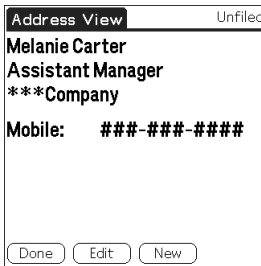 Address View Unfiled
Melanie Carter
Assistant Manager
***Company
Mobile: ###-###-####
Done Edit New